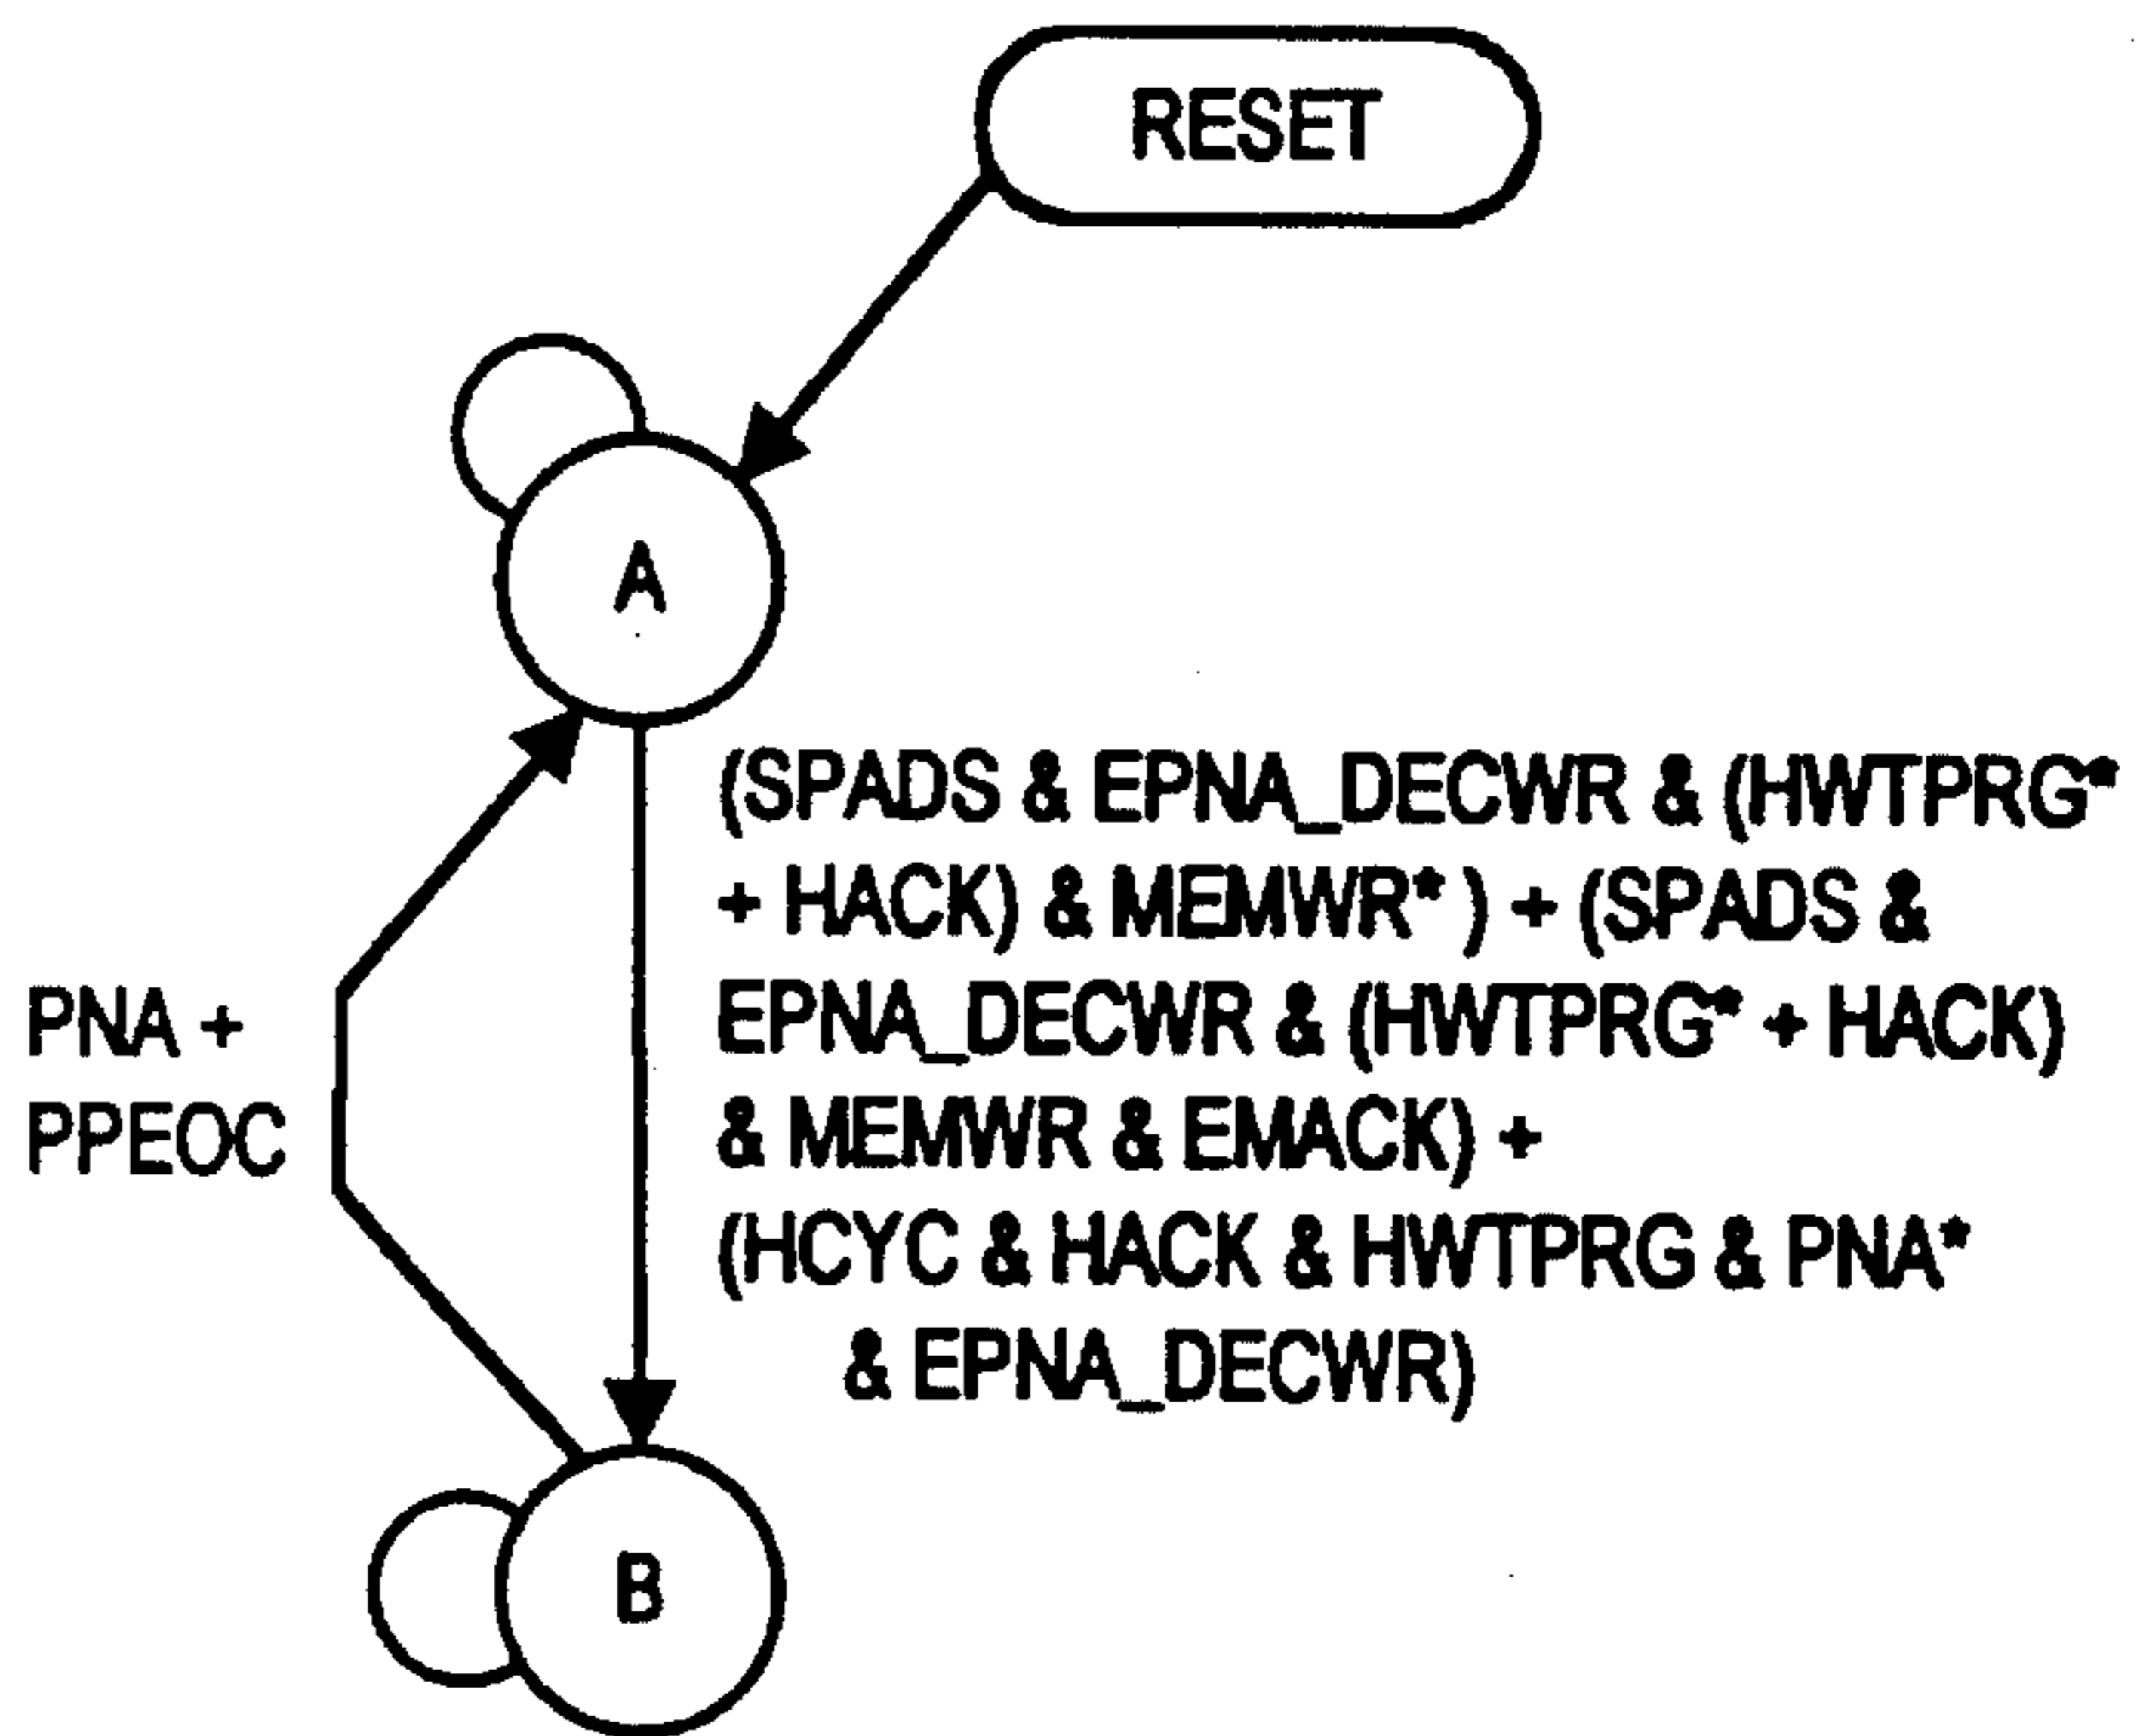 RESET
A
(SPADS & EPNA_DECWR & (HWTPRG*
+ HACK) & MEMWR* ) + (SPADS &
EPNA_DECWR & (HWTPRG* + HACK)
& MEMWR & EMACK) +
(HCYC & HACK & HWTPRG & PNA*
& EPNA_DECWR)
PNA +
PPEOC
B